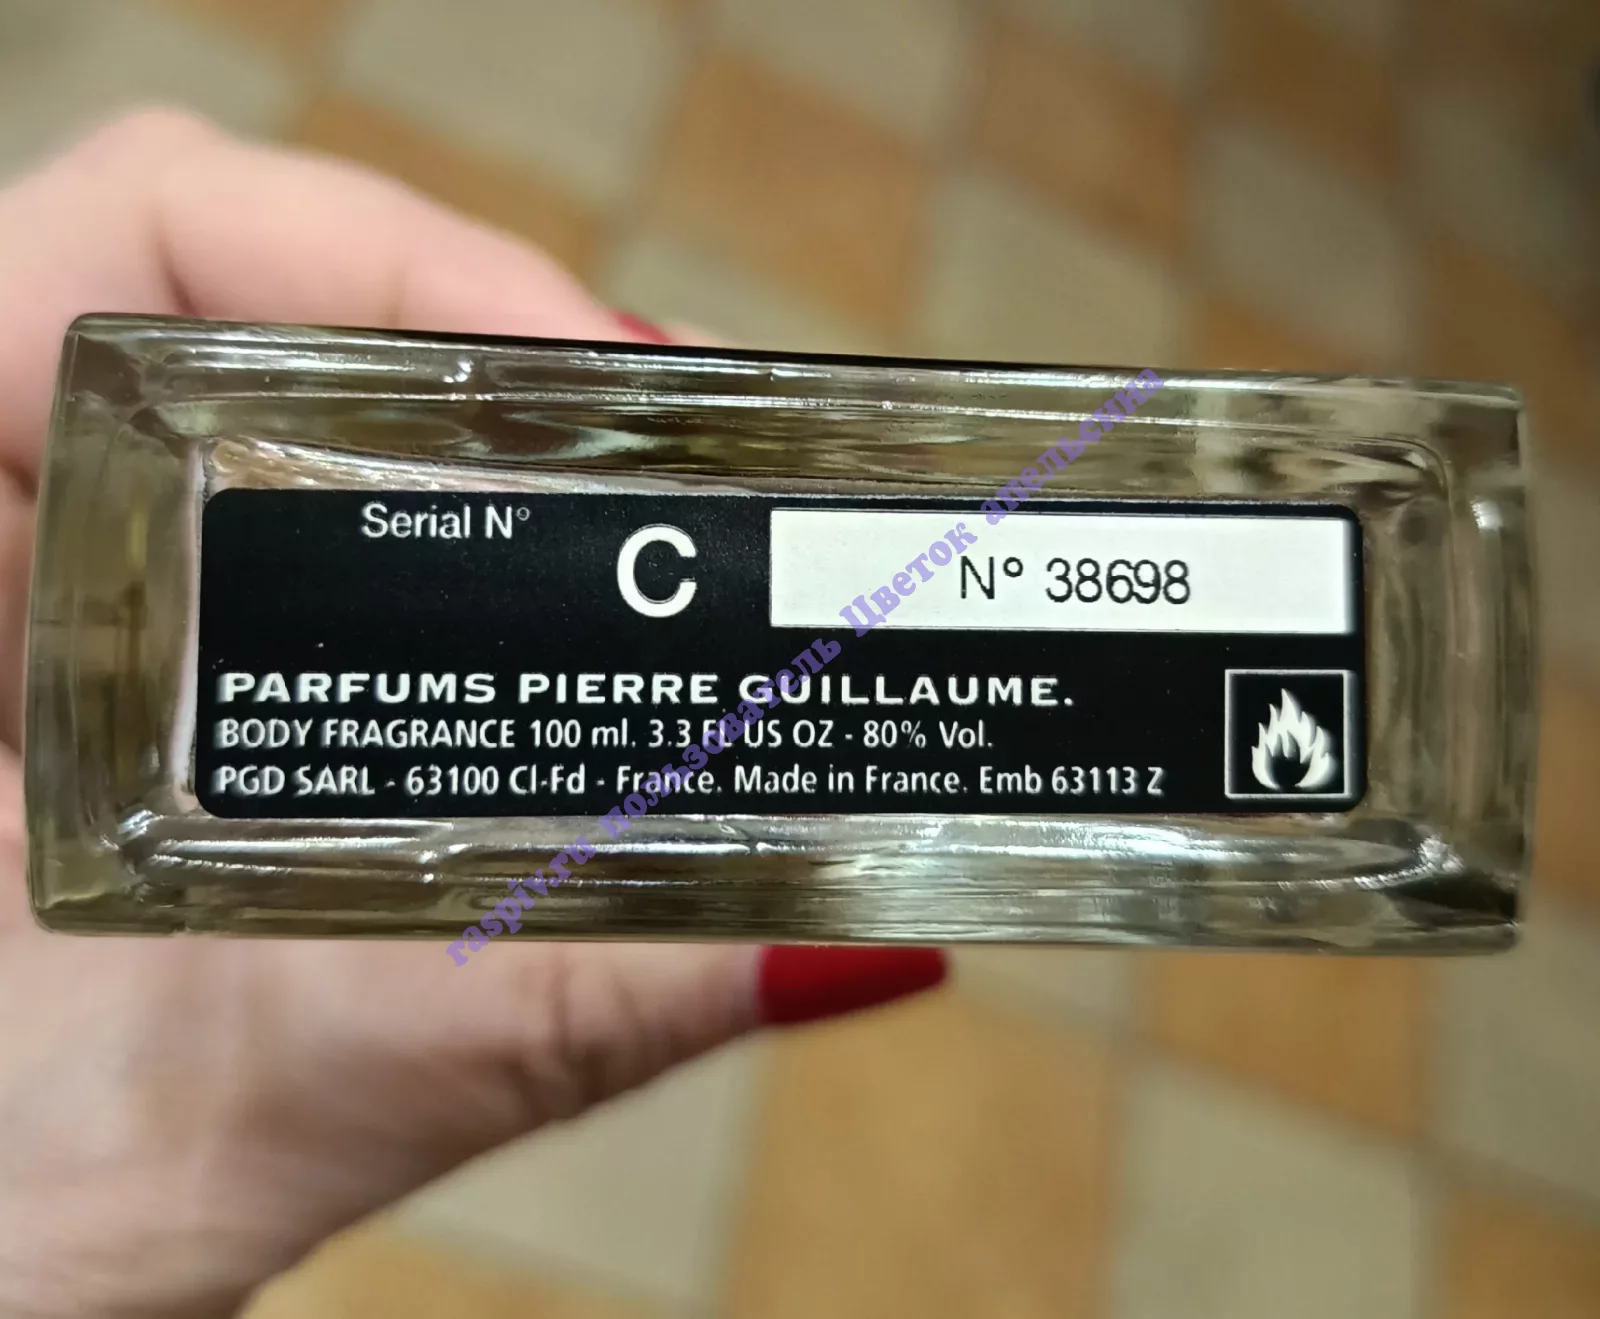 Serial N°
C
N° 38698
PARFUMS PIERRE GUILLAUME.
BODY FRAGRANCE 100 ml. 3.3 FL US OZ - 80% Vol.
PGD SARL - 63100 Cl-Fd - France. Made in France. Emb 63113 Z
raspiv.ru пользователь Цветок апельсина